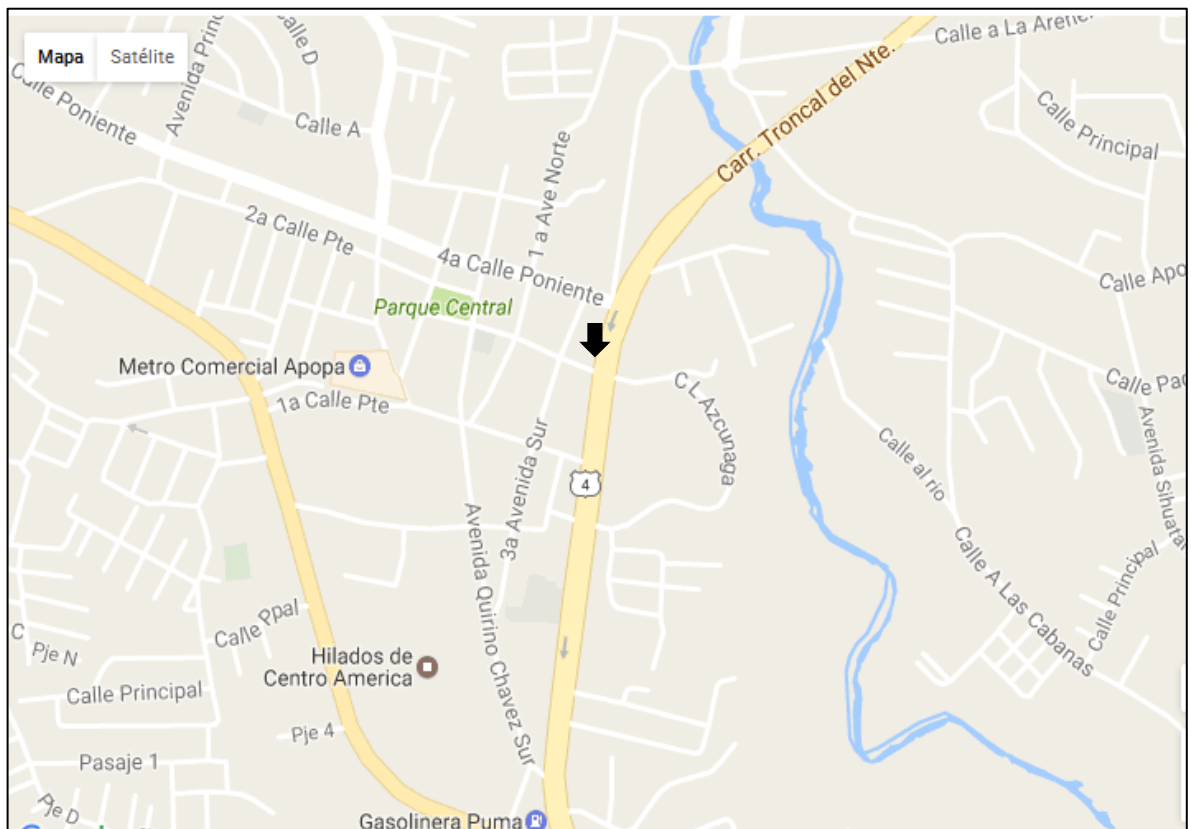 Mapa
Satélite
Avenida Princ
Calle D
Calle a La Arene
Calle Poniente
Calle A
Carr. Troncal del Nte.
Calle Principal
1 a Ave Norte
2a Calle Pte
4a Calle Poniente
Calle Apo
Parque Central
Metro Comercial Apopa
1a Calle Pte
C L Azcunaga
Calle Pac
Avenida Sihuata
3a Avenida Sur
4
Calle al rio
Avenida Quirino Chavez Sur
Calle A Las Cabanas
Calle Principal
C
Pje N
Calle Ppal
Hilados de
Centro America
Calle Principal
Pje 4
Pasaje 1
Pje D
Gasolinera Puma